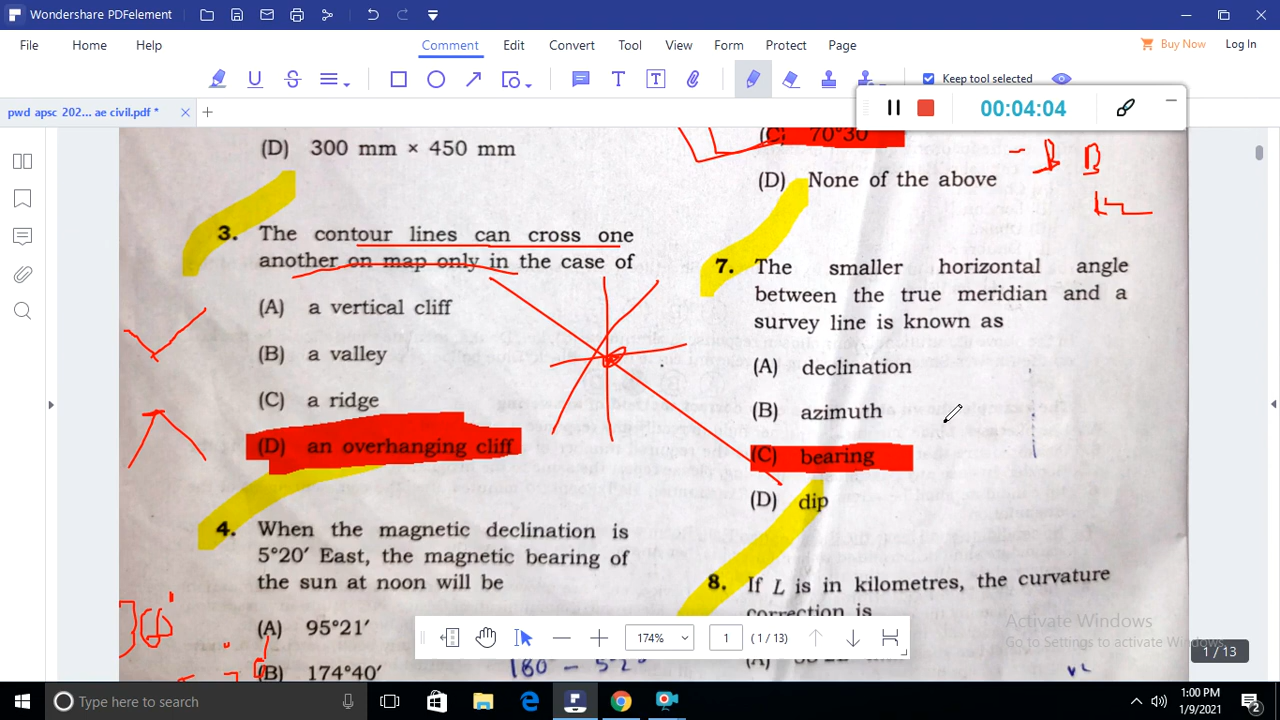 Wondershare PDFelement
File Home Help Comment Edit Convert Tool View Form Protect Page Buy Now Log In
Keep tool selected
pwd apsc 202... ae civil.pdf *
00:04:04
(D) 300 mm × 450 mm
3. The contour lines can cross one
another on map only in the case of
(A) a vertical cliff
(B) a valley
(C) a ridge
(D) an overhanging cliff
4. When the magnetic declination is
5°20′ East, the magnetic bearing of
the sun at noon will be
(A) 95°21′
(B) 174°40′
180° – 5°2
(C) 70°30′
(D) None of the above
7. The smaller horizontal angle
between the true meridian and a
survey line is known as
(A) declination
(B) azimuth
(C) bearing
(D) dip
8. If L is in kilometres, the curvature
correction is
174% 1 (1 / 13)
Activate Windows
Go to Settings to activate Windows
1 / 13
Type here to search
1:00 PM
1/9/2021
2